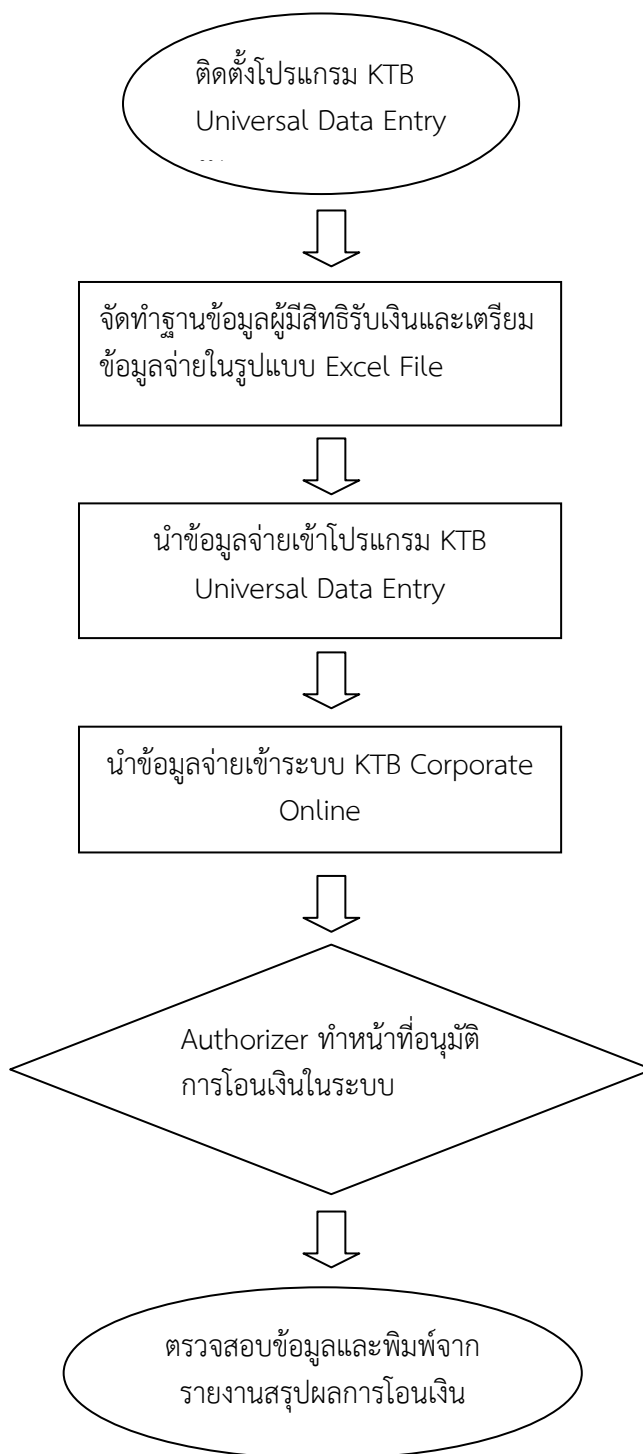 ติดตั้งโปรแกรม KTB
Universal Data Entry
จัดทำฐานข้อมูลผู้มีสิทธิรับเงินและเตรียม
ข้อมูลจ่ายในรูปแบบ Excel File
นำข้อมูลจ่ายเข้าโปรแกรม KTB
Universal Data Entry
นำข้อมูลจ่ายเข้าระบบ KTB Corporate
Online
Authorizer ทำหน้าที่อนุมัติ
การโอนเงินในระบบ
ตรวจสอบข้อมูลและพิมพ์จาก
รายงานสรุปผลการโอนเงิน